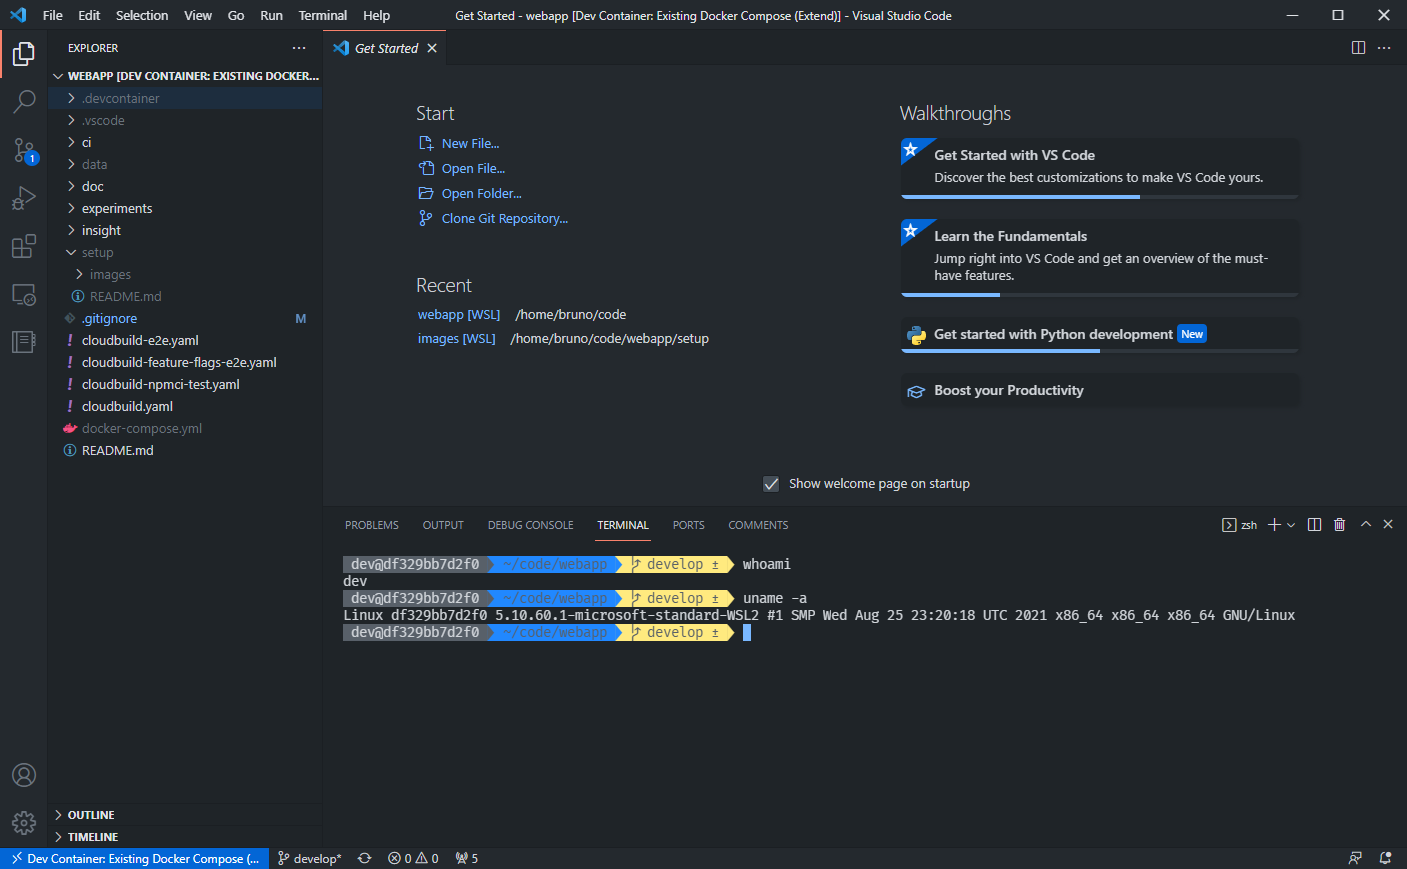 File Edit Selection View Go Run Terminal Help
Get Started - webapp [Dev Container: Existing Docker Compose (Extend)] - Visual Studio Code
EXPLORER
WEBAPP [DEV CONTAINER: EXISTING DOCKER...
.devcontainer
.vscode
ci
data
doc
experiments
insight
setup
images
README.md
.gitignore M
cloudbuild-e2e.yaml
cloudbuild-feature-flags-e2e.yaml
cloudbuild-npmci-test.yaml
cloudbuild.yaml
docker-compose.yml
README.md
OUTLINE
TIMELINE
1
Get Started
Start
New File...
Open File...
Open Folder...
Clone Git Repository...
Recent
webapp [WSL] /home/bruno/code
images [WSL] /home/bruno/code/webapp/setup
Walkthroughs
Get Started with VS Code
Discover the best customizations to make VS Code yours.
Learn the Fundamentals
Jump right into VS Code and get an overview of the must-
have features.
Get started with Python development New
Boost your Productivity
Show welcome page on startup
PROBLEMS OUTPUT DEBUG CONSOLE TERMINAL PORTS COMMENTS
zsh
dev@df329bb7d2f0 ~/code/webapp develop ± whoami
dev
dev@df329bb7d2f0 ~/code/webapp develop ± uname -a
Linux df329bb7d2f0 5.10.60.1-microsoft-standard-WSL2 #1 SMP Wed Aug 25 23:20:18 UTC 2021 x86_64 x86_64 x86_64 GNU/Linux
dev@df329bb7d2f0 ~/code/webapp develop ±
Dev Container: Existing Docker Compose (... develop* 0 0 5